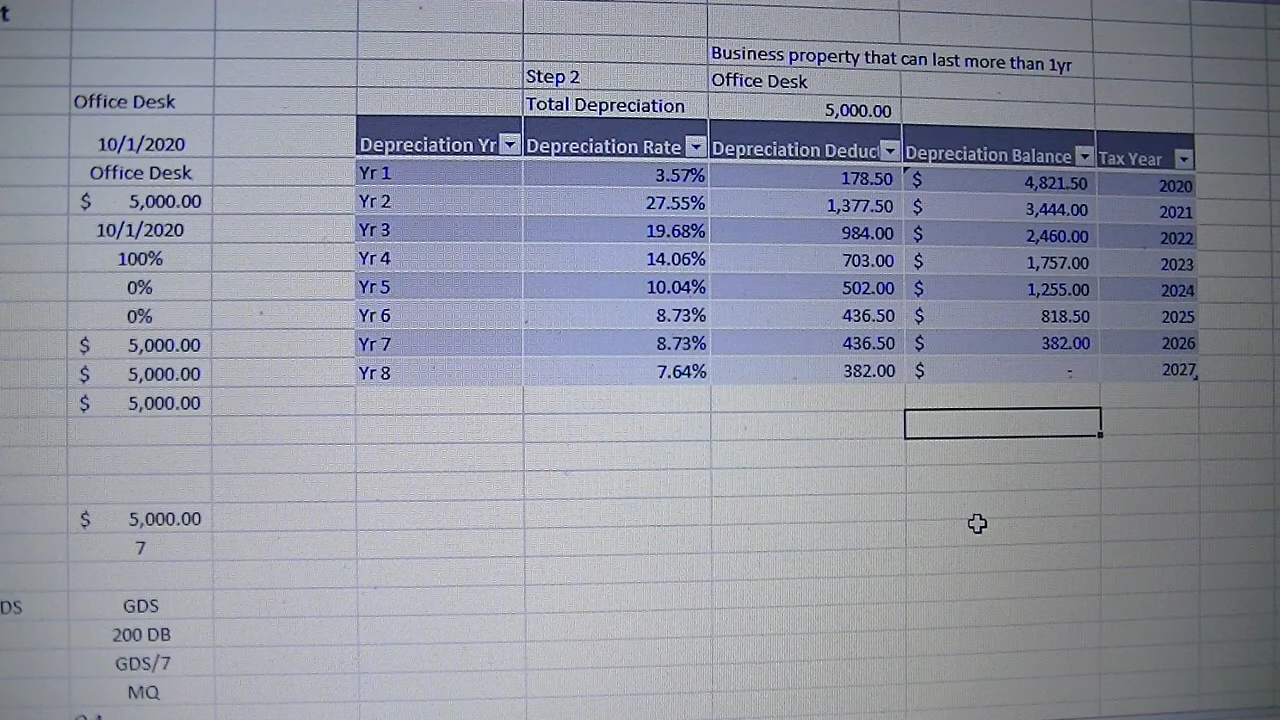 t
Business property that can last more than 1yr
Step 2 Office Desk
Office Desk Total Depreciation 5,000.00
10/1/2020 Depreciation Yr Depreciation Rate Depreciation Deduc Depreciation Balance Tax Year
Office Desk Yr 1 3.57% 178.50 $ 4,821.50 2020
$ 5,000.00 Yr 2 27.55% 1,377.50 $ 3,444.00 2021
10/1/2020 Yr 3 19.68% 984.00 $ 2,460.00 2022
100% Yr 4 14.06% 703.00 $ 1,757.00 2023
0% Yr 5 10.04% 502.00 $ 1,255.00 2024
0% Yr 6 8.73% 436.50 $ 818.50 2025
$ 5,000.00 Yr 7 8.73% 436.50 $ 382.00 2026
$ 5,000.00 Yr 8 7.64% 382.00 $ - 2027
$ 5,000.00
$ 5,000.00
7
DS GDS
200 DB
GDS/7
MQ